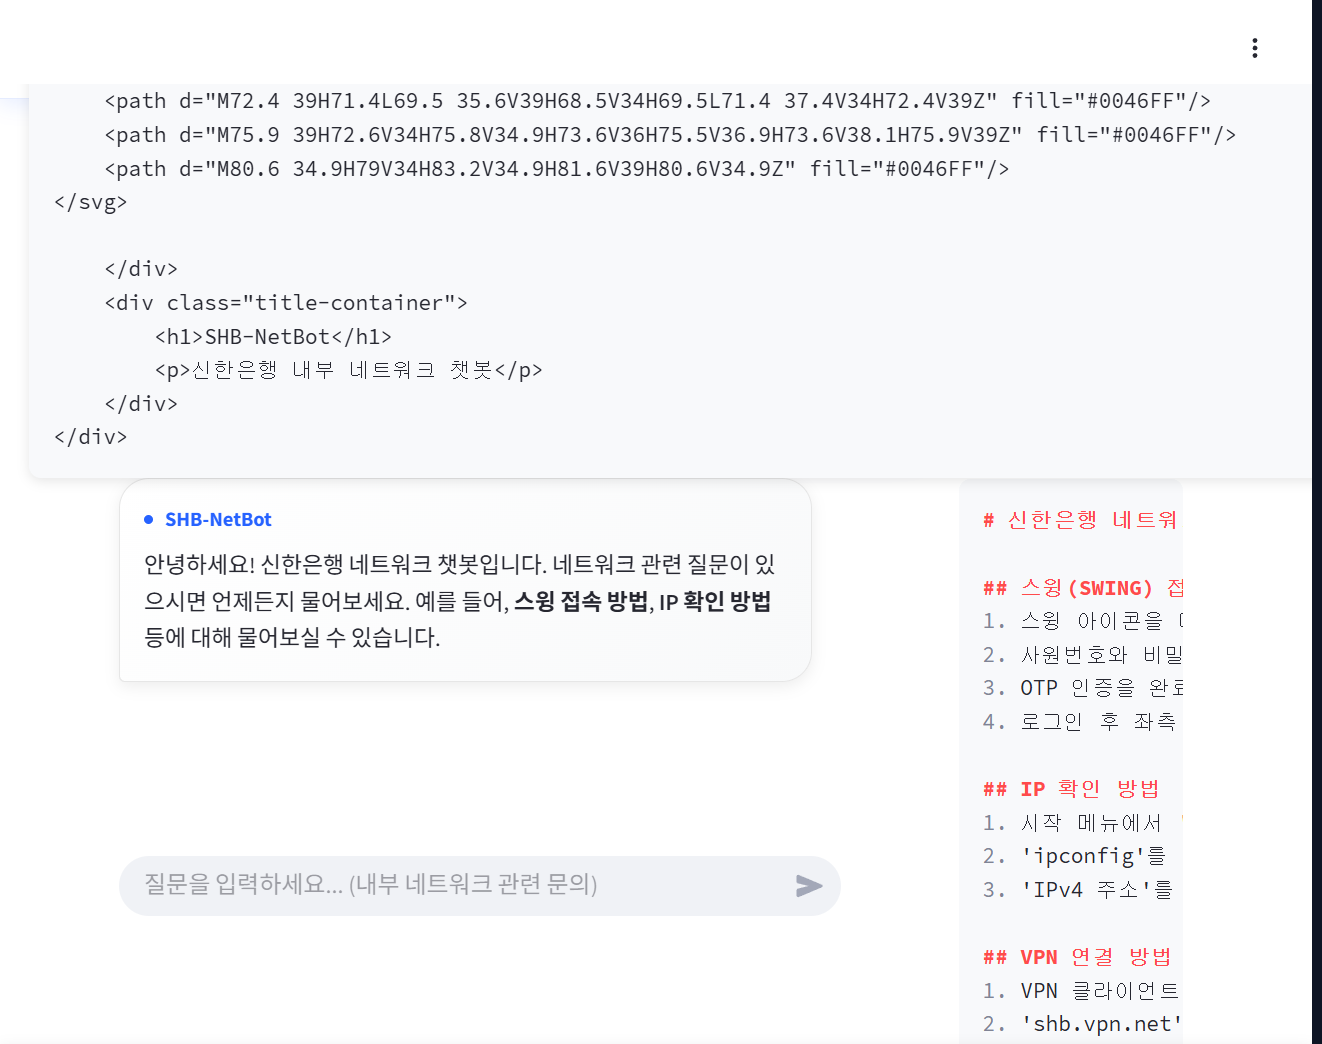 <path d="M72.4 39H71.4L69.5 35.6V39H68.5V34H69.5L71.4 37.4V34H72.4V39Z" fill="#0046FF"/>
<path d="M75.9 39H72.6V34H75.8V34.9H73.6V36H75.5V36.9H73.6V38.1H75.9V39Z" fill="#0046FF"/>
<path d="M80.6 34.9H79V34H83.2V34.9H81.6V39H80.6V34.9Z" fill="#0046FF"/>
</svg>
</div>
<div class="title-container">
<h1>SHB-NetBot</h1>
<p>신한은행 내부 네트워크 챗봇</p>
</div>
</div>
SHB-NetBot
안녕하세요! 신한은행 네트워크 챗봇입니다. 네트워크 관련 질문이 있
으시면 언제든지 물어보세요. 예를 들어, 스윙 접속 방법, IP 확인 방법
등에 대해 물어보실 수 있습니다.
질문을 입력하세요... (내부 네트워크 관련 문의)
# 신한은행 네트워
## 스윙(SWING) 접
1. 스윙 아이콘을
2. 사원번호와 비밀
3. OTP 인증을 완료
4. 로그인 후 좌측
## IP 확인 방법
1. 시작 메뉴에서 '
2. 'ipconfig'를
3. 'IPv4 주소'를
## VPN 연결 방법
1. VPN 클라이언트
2. 'shb.vpn.net'